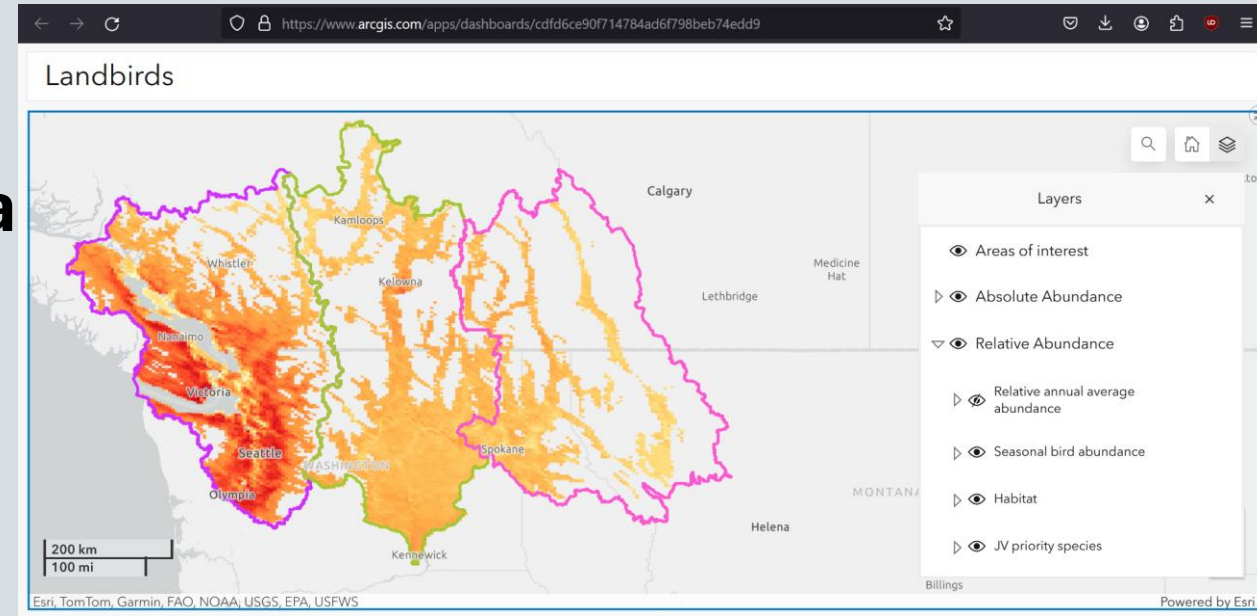 https://www.arcgis.com/apps/dashboards/cdfd6ce90f714784ad6f798beb74edd9
Landbirds
a
Calgary
Kamloops
Whistler
Kelowna
Medicine
Hat
Lethbridge
Nanaimo
Victoria
Seattle
Spokane
WASHINGTON
Olympia
MONTANA
Helena
Kennewick
Billings
200 km
100 mi
Layers
Areas of interest
Absolute Abundance
Relative Abundance
Relative annual average
abundance
Seasonal bird abundance
Habitat
JV priority species
Esri, TomTom, Garmin, FAO, NOAA, USGS, EPA, USFWS
Powered by Esri